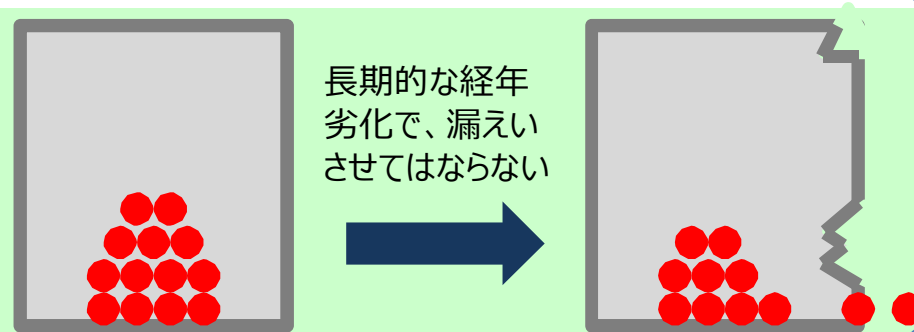 長期的な経年
劣化で、漏えい
させてはならない